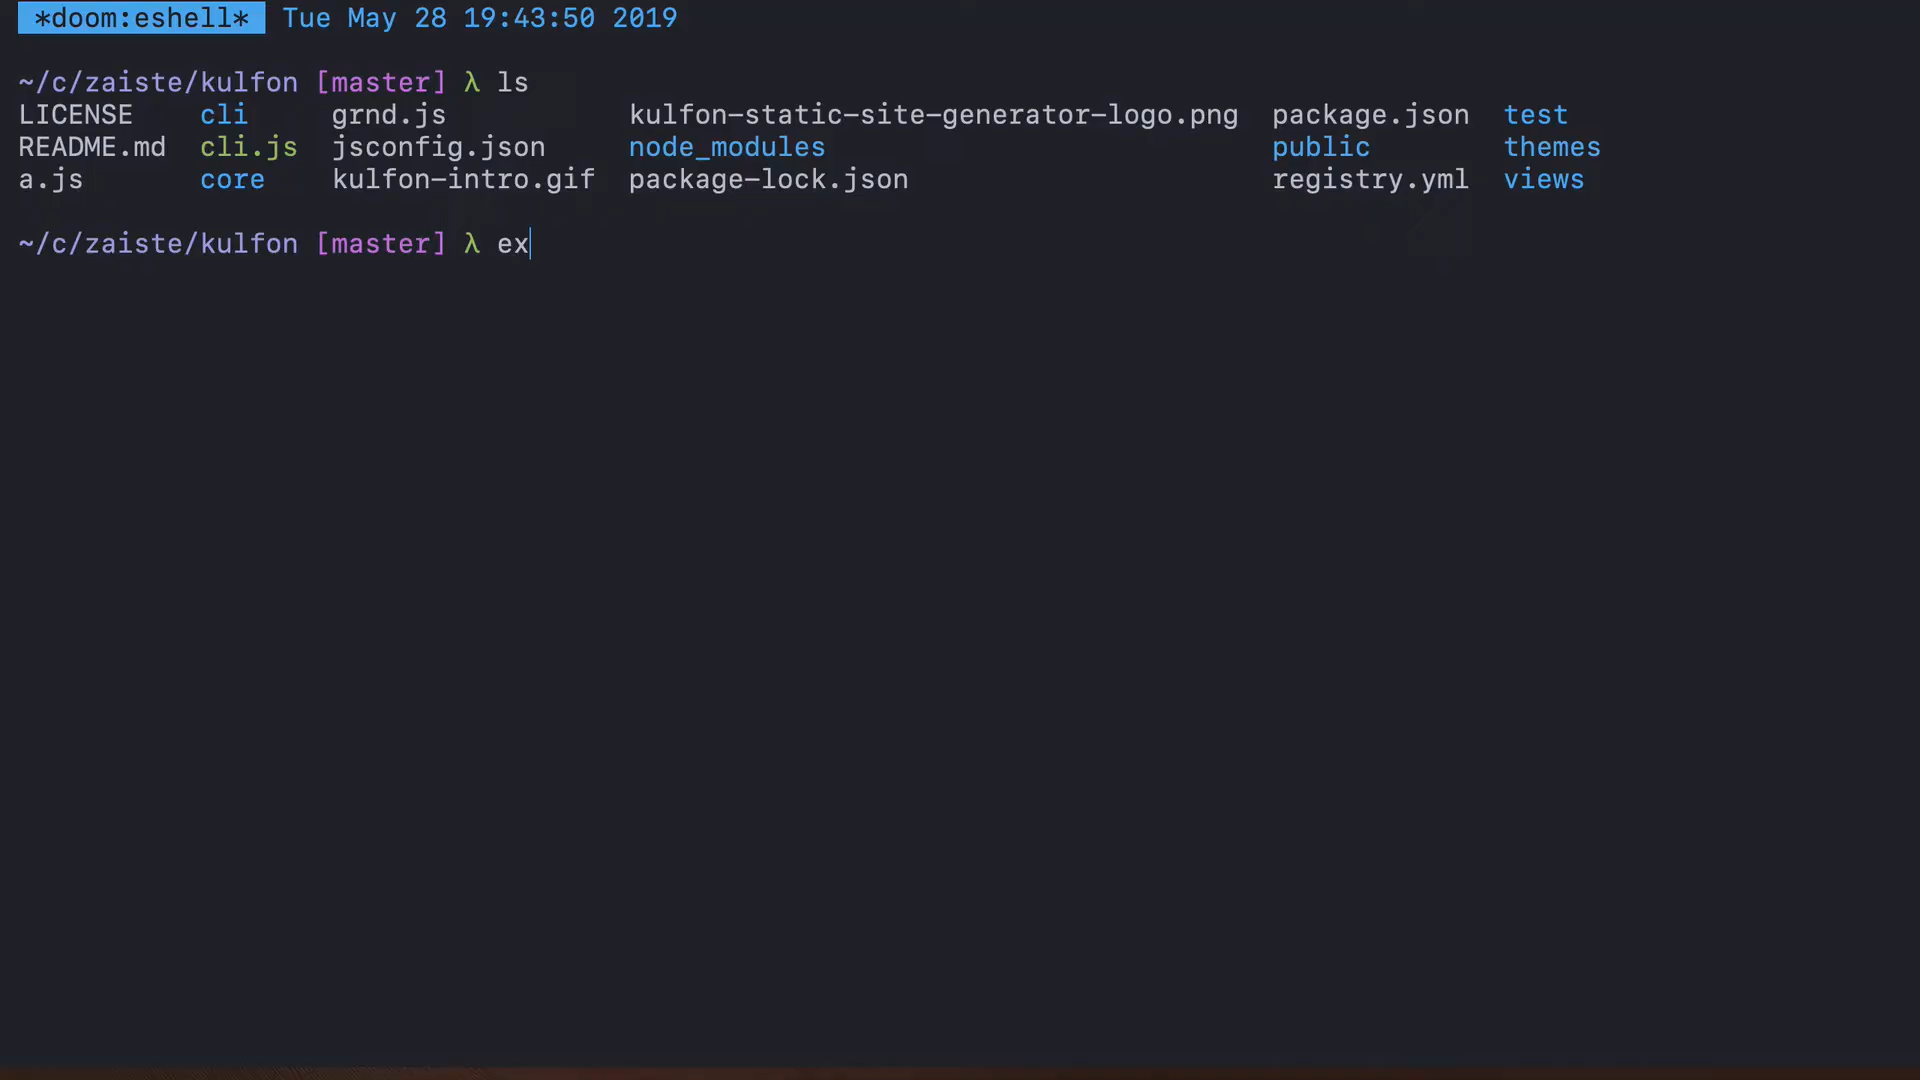 *doom:eshell* Tue May 28 19:43:50 2019
~/c/zaiste/kulfon [master] λ ls
LICENSE cli grnd.js kulfon-static-site-generator-logo.png package.json test
README.md cli.js jsconfig.json node_modules public themes
a.js core kulfon-intro.gif package-lock.json registry.yml views
~/c/zaiste/kulfon [master] λ ex